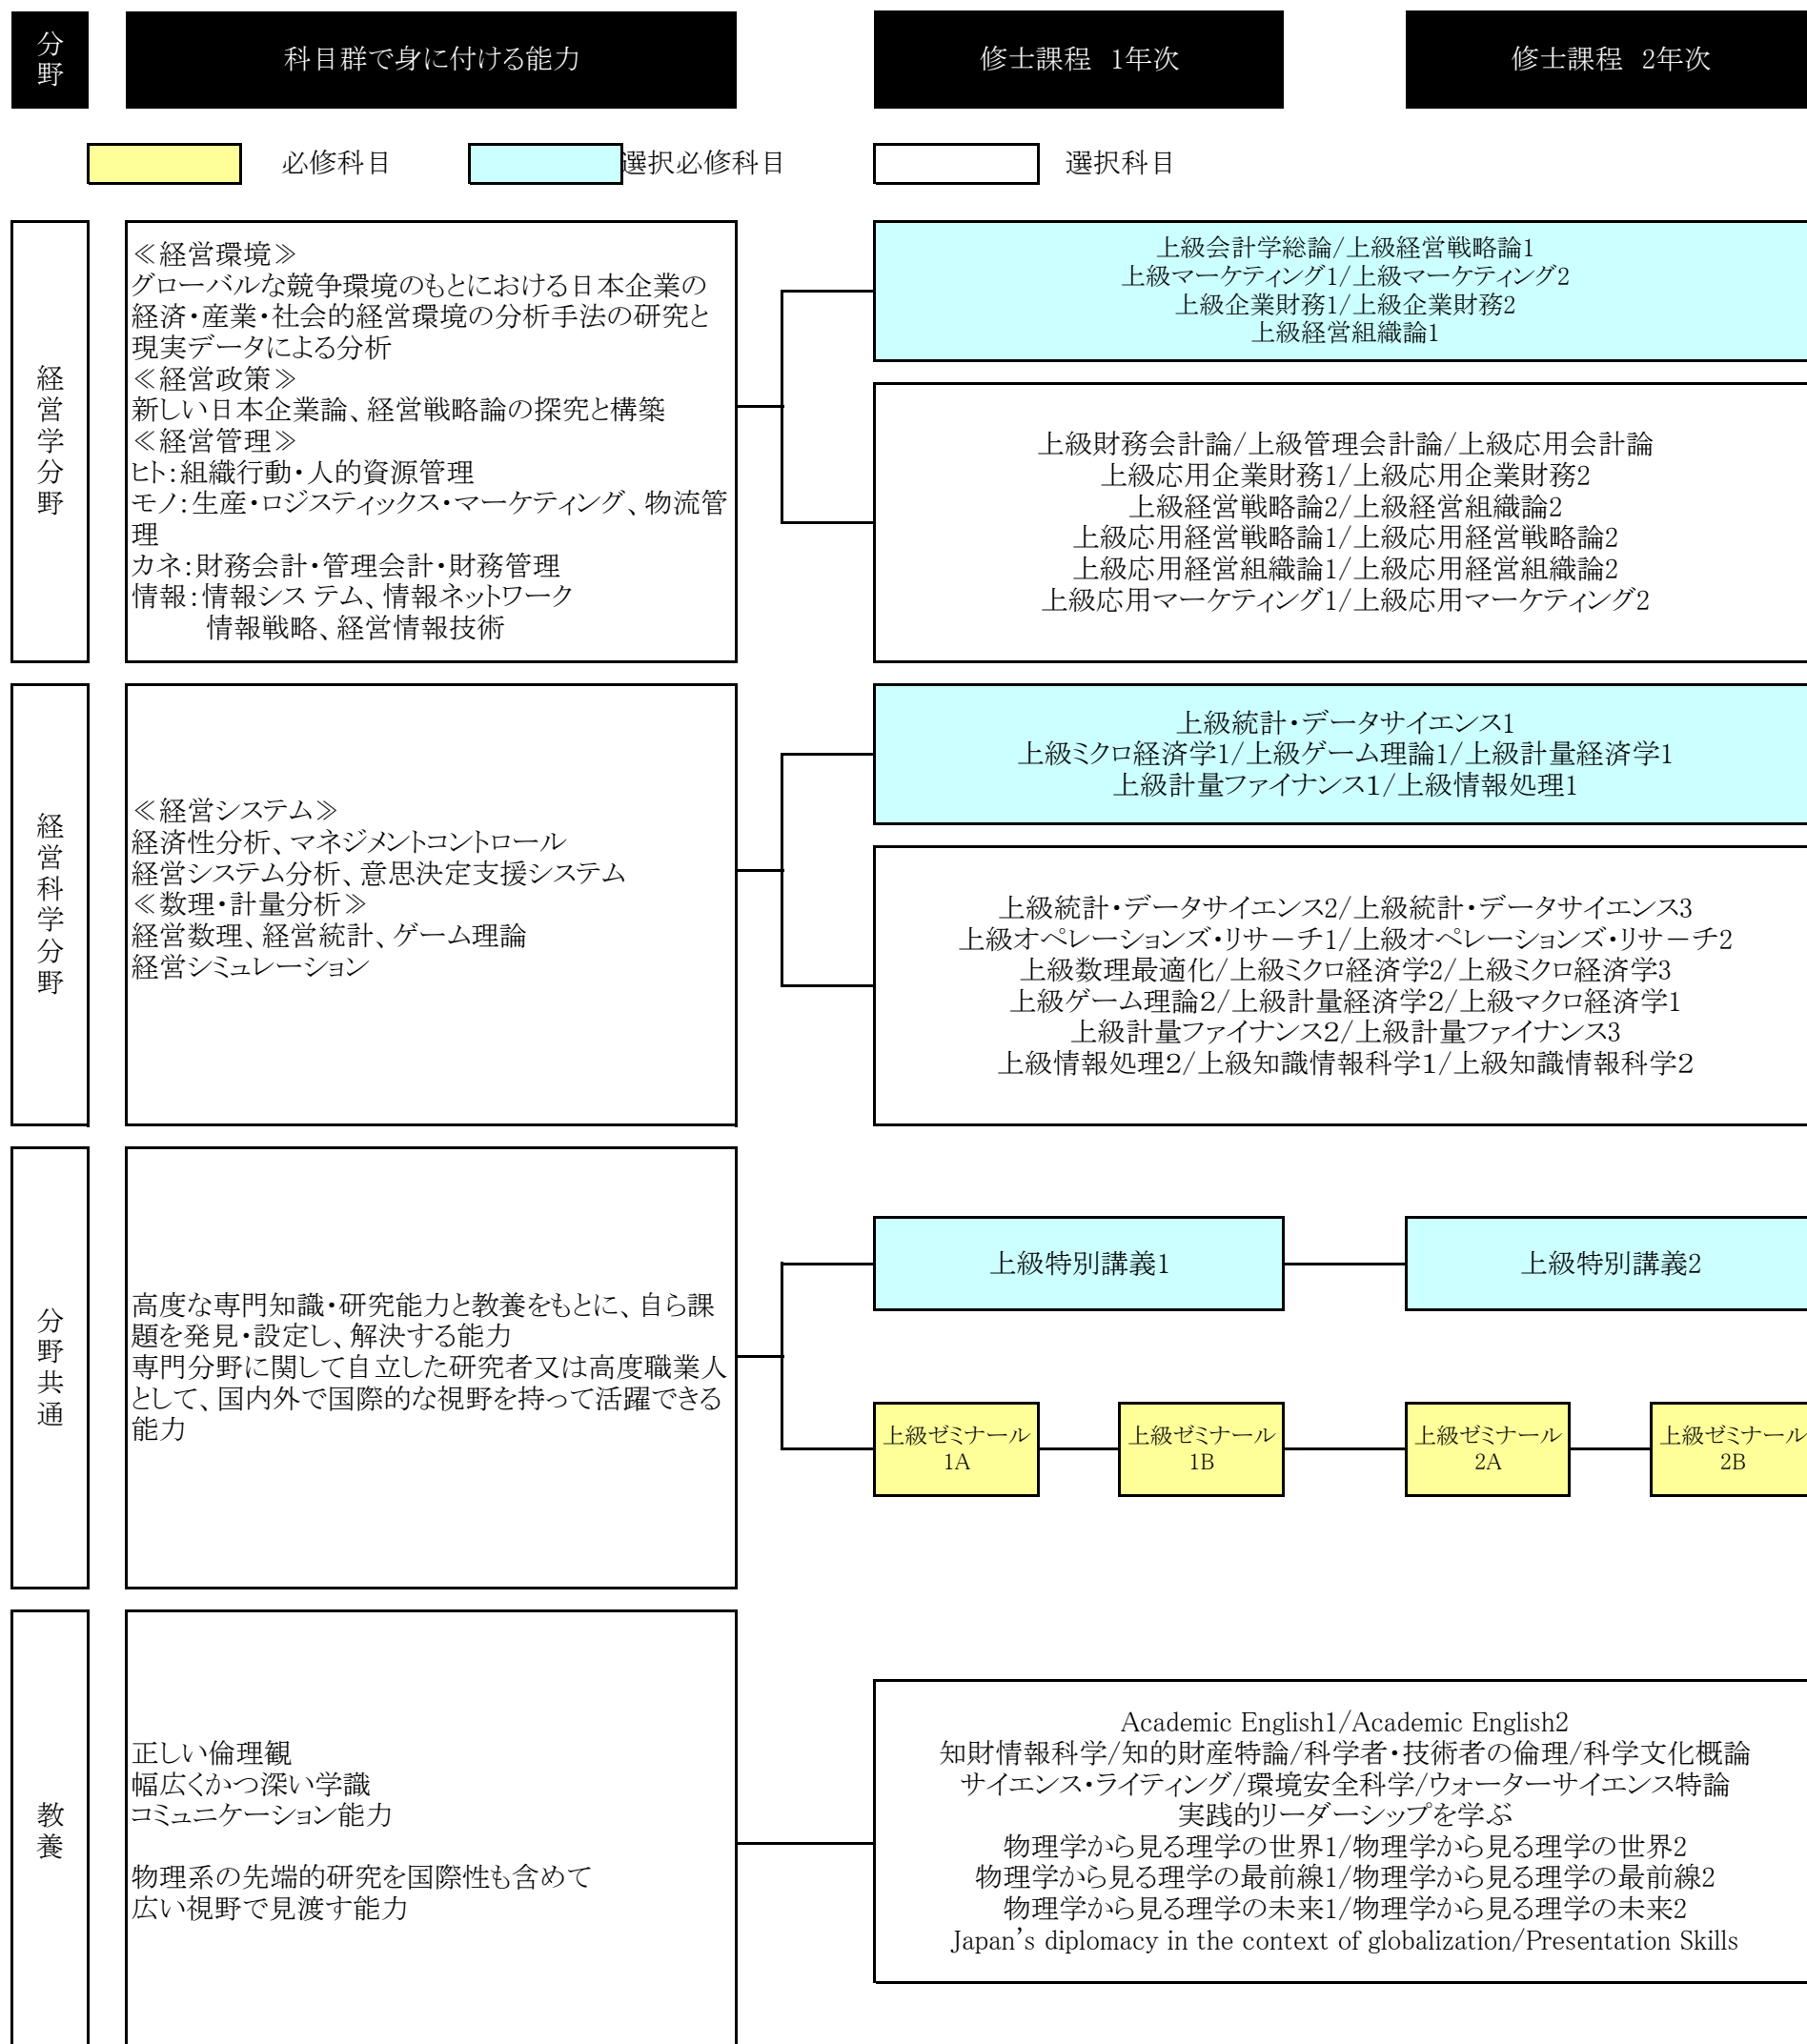 分野
科目群で身に付ける能力
修士課程 1年次
修士課程 2年次
必修科目
選択必修科目
選択科目
経営学分野
≪経営環境≫
グローバルな競争環境のもとにおける日本企業の
経済・産業・社会的経営環境の分析手法の研究と
現実データによる分析
≪経営政策≫
新しい日本企業論、経営戦略論の探究と構築
≪経営管理≫
ヒト:組織行動・人的資源管理
モノ:生産・ロジスティックス・マーケティング、物流管
理
カネ:財務会計・管理会計・財務管理
情報:情報システム、情報ネットワーク
情報戦略、経営情報技術
上級会計学総論/上級経営戦略論1
上級マーケティング1/上級マーケティング2
上級企業財務1/上級企業財務2
上級経営組織論1
上級財務会計論/上級管理会計論/上級応用会計論
上級応用企業財務1/上級応用企業財務2
上級経営戦略論2/上級経営組織論2
上級応用経営戦略論1/上級応用経営戦略論2
上級応用経営組織論1/上級応用経営組織論2
上級応用マーケティング1/上級応用マーケティング2
経営科学分野
≪経営システム≫
経済性分析、マネジメントコントロール
経営システム分析、意思決定支援システム
≪数理・計量分析≫
経営数理、経営統計、ゲーム理論
経営シミュレーション
上級統計・データサイエンス1
上級ミクロ経済学1/上級ゲーム理論1/上級計量経済学1
上級計量ファイナンス1/上級情報処理1
上級統計・データサイエンス2/上級統計・データサイエンス3
上級オペレーションズ・リサーチ1/上級オペレーションズ・リサーチ2
上級数理最適化/上級ミクロ経済学2/上級ミクロ経済学3
上級ゲーム理論2/上級計量経済学2/上級マクロ経済学1
上級計量ファイナンス2/上級計量ファイナンス3
上級情報処理2/上級知識情報科学1/上級知識情報科学2
分野共通
高度な専門知識・研究能力と教養をもとに、自ら課
題を発見・設定し、解決する能力
専門分野に関して自立した研究者又は高度職業人
として、国内外で国際的な視野を持って活躍できる
能力
上級特別講義1
上級特別講義2
上級ゼミナール
1A
上級ゼミナール
1B
上級ゼミナール
2A
上級ゼミナール
2B
教養
正しい倫理観
幅広くかつ深い学識
コミュニケーション能力
物理系の先端的研究を国際性も含めて
広い視野で見渡す能力
Academic English1/Academic English2
知財情報科学/知的財産特論/科学者・技術者の倫理/科学文化概論
サイエンス・ライティング/環境安全科学/ウォーターサイエンス特論
実践的リーダーシップを学ぶ
物理学から見る理学の世界1/物理学から見る理学の世界2
物理学から見る理学の最前線1/物理学から見る理学の最前線2
物理学から見る理学の未来1/物理学から見る理学の未来2
Japan's diplomacy in the context of globalization/Presentation Skills